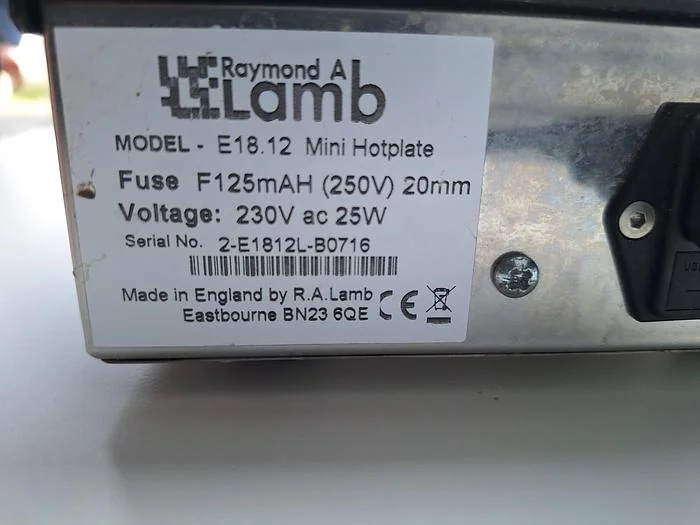 Raymond A
Lamb
MODEL - E18.12 Mini Hotplate
Fuse F125mAH (250V) 20mm
Voltage: 230V ac 25W
Serial No. 2-E1812L-B0716
Made in England by R.A.Lamb CE
Eastbourne BN23 6QE